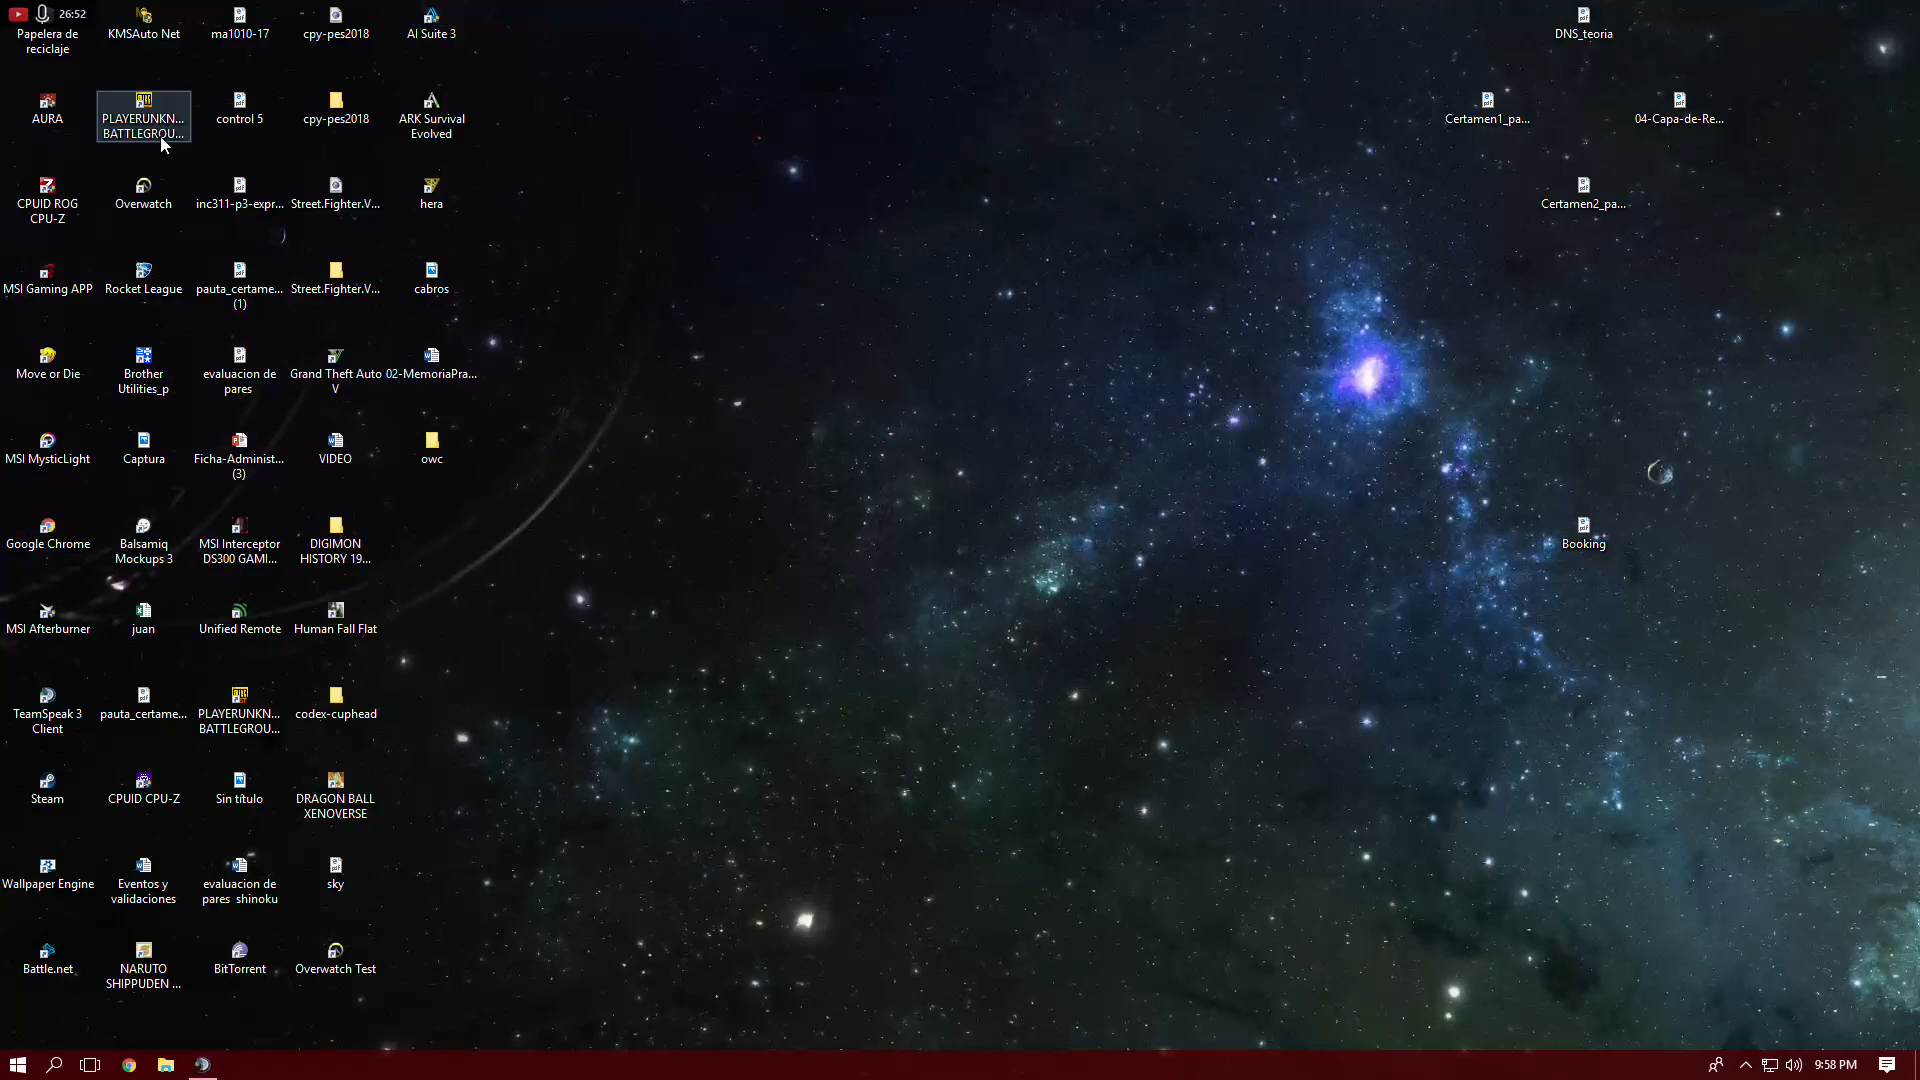 26:52
Papelera de
reciclaje
KMSAuto Net
ma1010-17
cpy-pes2018
AI Suite 3
DNS_teoria
AURA
PLAYERUNKN...
BATTLEGROU...
control 5
cpy-pes2018
ARK Survival
Evolved
Certamen1_pa...
04-Capa-de-Re...
CPUID ROG
CPU-Z
Overwatch
inc311-p3-expr...
Street.Fighter.V...
hera
Certamen2_pa...
MSI Gaming APP
Rocket League
pauta_certame...
(1)
Street.Fighter.V...
cabros
Move or Die
Brother
Utilities_p
evaluacion de
pares
Grand Theft Auto
V
02-MemoriaPra...
MSI MysticLight
Captura
Ficha-Administ...
(3)
VIDEO
owc
Google Chrome
Balsamiq
Mockups 3
MSI Interceptor
DS300 GAMI...
DIGIMON
HISTORY 19...
Booking
MSI Afterburner
juan
Unified Remote
Human Fall Flat
TeamSpeak 3
Client
pauta_certame...
PLAYERUNKN...
BATTLEGROU...
codex-cuphead
Steam
CPUID CPU-Z
Sin título
DRAGON BALL
XENOVERSE
Wallpaper Engine
Eventos y
validaciones
evaluacion de
pares shinoku
sky
Battle.net
NARUTO
SHIPPUDEN ...
BitTorrent
Overwatch Test
9:58 PM